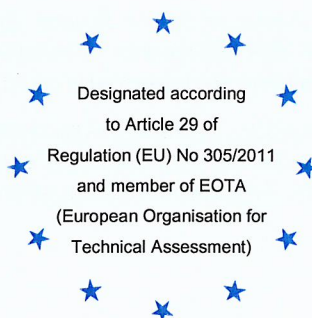 Designated according
to Article 29 of
Regulation (EU) No 305/2011
and member of EOTA
(European Organisation for
Technical Assessment)